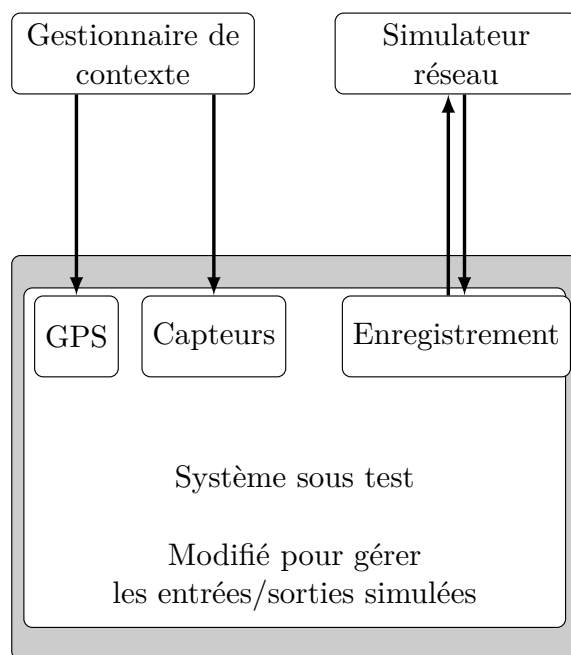 Gestionnaire de
contexte
Simulateur
réseau
GPS
Capteurs
Enregistrement
Système sous test
Modifié pour gérer
les entrées/sorties simulées